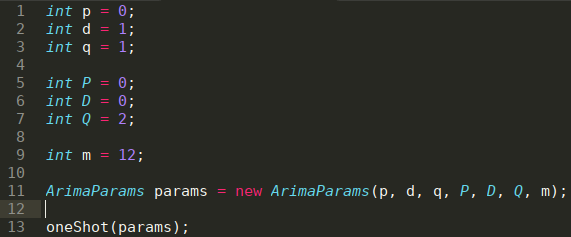 1 int p = 0;
2 int d = 1;
3 int q = 1;
4
5 int P = 0;
6 int D = 0;
7 int Q = 2;
8
9 int m = 12;
10
11 ArimaParams params = new ArimaParams(p, d, q, P, D, Q, m);
12
13 oneShot(params);